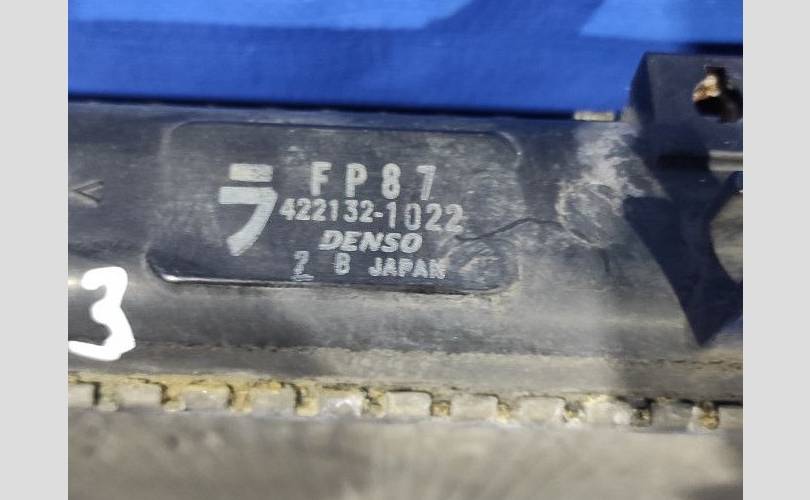 ラ
FP87
422132-1022
DENSO
2 B JAPAN
3